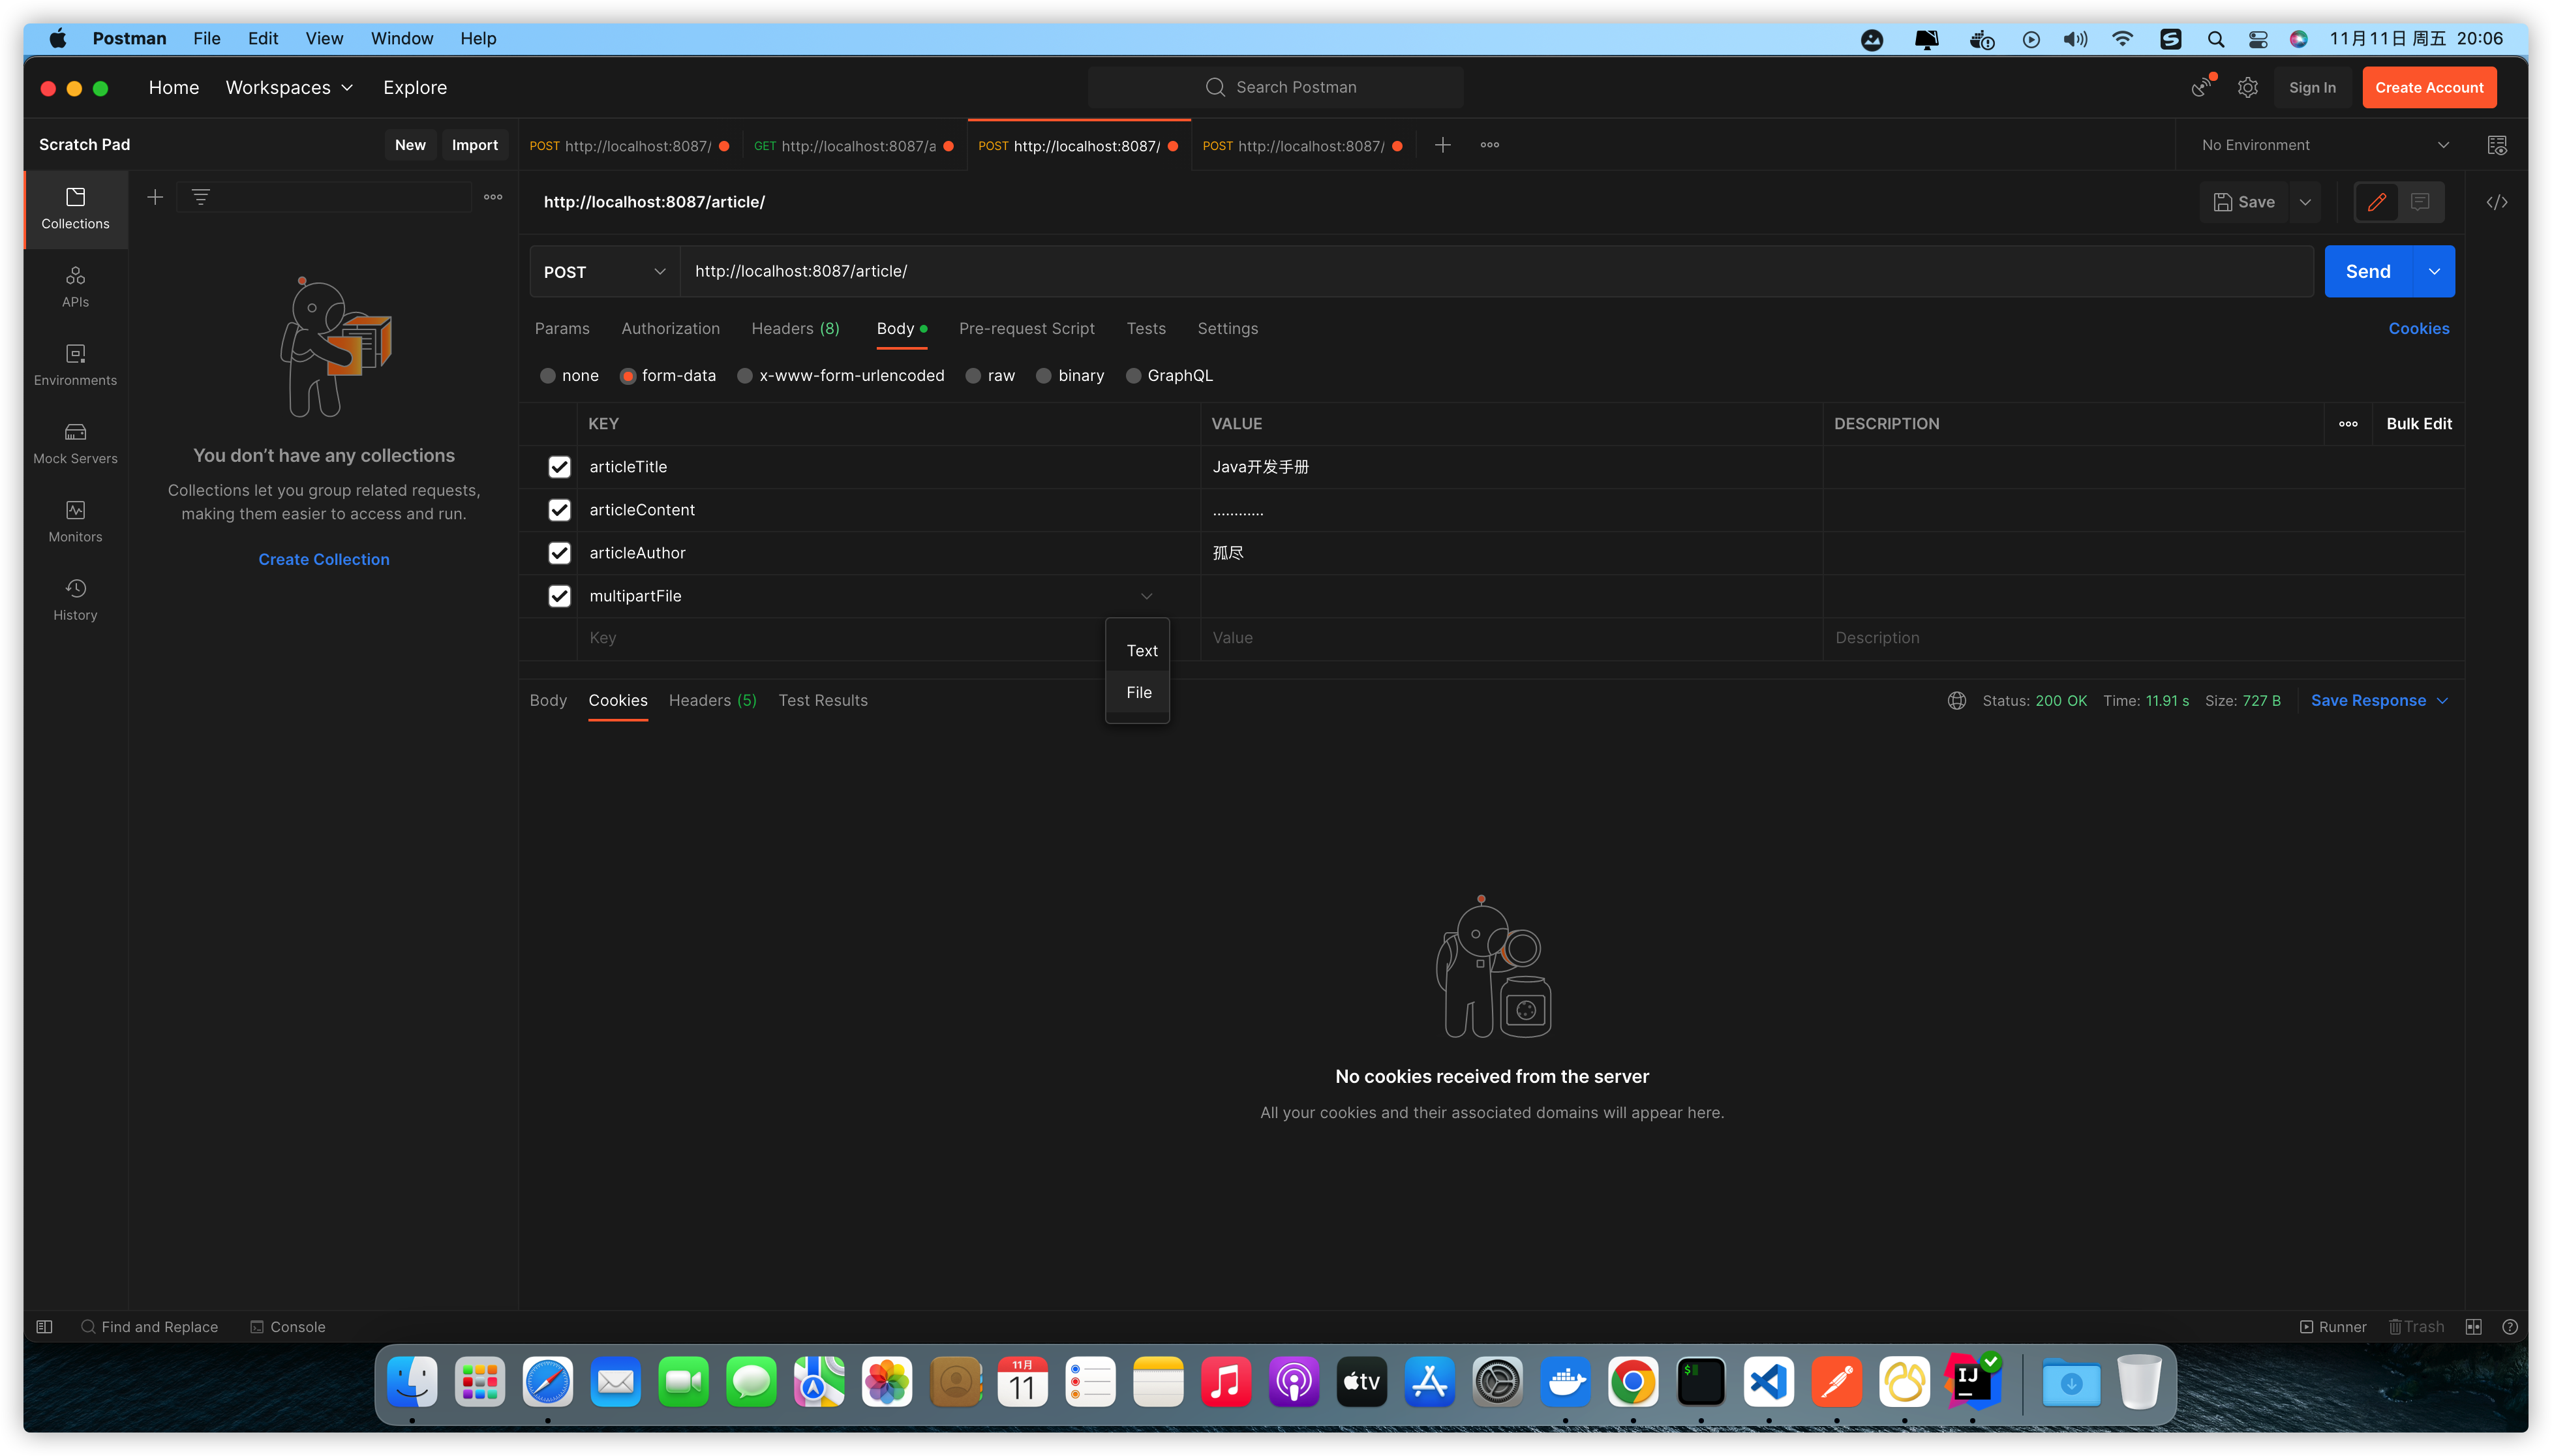 Postman File Edit View Window Help 11月11日 周五 20:06
Home Workspaces Explore Search Postman Sign In Create Account
Scratch Pad New Import POST http://localhost:8087/ GET http://localhost:8087/a POST http://localhost:8087/ POST http://localhost:8087/ No Environment
Collections
APIs
Environments
Mock Servers
Monitors
History
You don’t have any collections
Collections let you group related requests,
making them easier to access and run.
Create Collection
http://localhost:8087/article/ Save
POST http://localhost:8087/article/ Send
Params Authorization Headers (8) Body Pre-request Script Tests Settings Cookies
none form-data x-www-form-urlencoded raw binary GraphQL
KEY VALUE DESCRIPTION Bulk Edit
articleTitle Java开发手册
articleContent ............
articleAuthor 孤尽
multipartFile
Key Value Description
Text
File
Body Cookies Headers (5) Test Results Status: 200 OK Time: 11.91 s Size: 727 B Save Response
No cookies received from the server
All your cookies and their associated domains will appear here.
Find and Replace Console Runner Trash
11月
11
tv
$
IJ